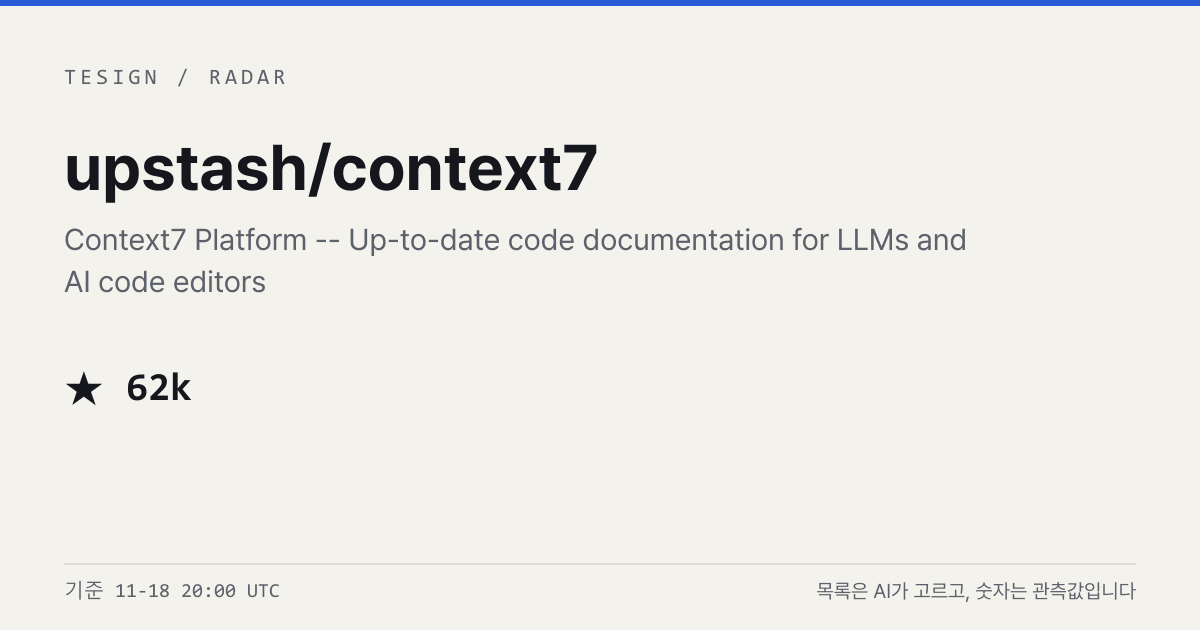 TESIGN / RADAR
upstash/context7
Context7 Platform -- Up-to-date code documentation for LLMs and
AI code editors
★ 62k
기준 11-18 20:00 UTC
목록은 AI가 고르고, 숫자는 관측값입니다